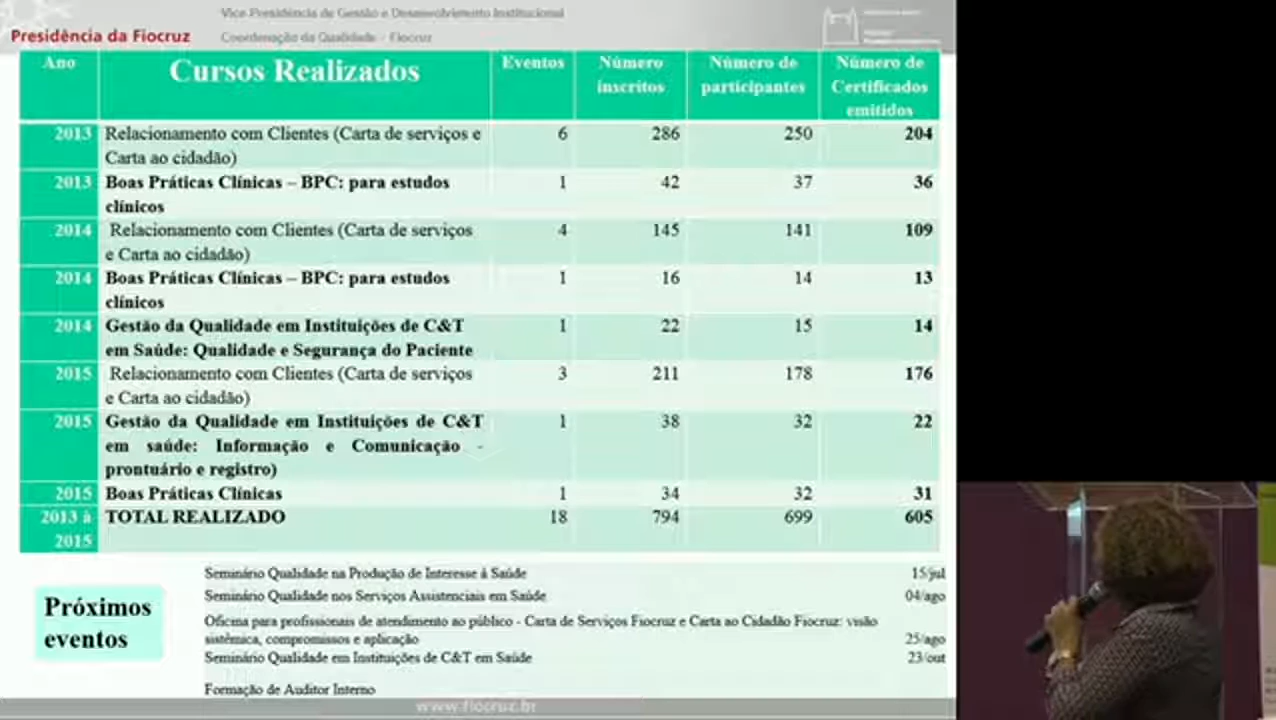 Vice Presidência de Gestão e Desenvolvimento Institucional
Presidência da Fiocruz
Coordenação da Qualidade - Fiocruz
Ano Cursos Realizados Eventos Número inscritos Número de participantes Número de Certificados emitidos
2013 Relacionamento com Clientes (Carta de serviços e 6 286 250 204
Carta ao cidadão)
2013 Boas Práticas Clínicas – BPC: para estudos 1 42 37 36
clínicos
2014 Relacionamento com Clientes (Carta de serviços 4 145 141 109
e Carta ao cidadão)
2014 Boas Práticas Clínicas – BPC: para estudos 1 16 14 13
clínicos
2014 Gestão da Qualidade em Instituições de C&T 1 22 15 14
em Saúde: Qualidade e Segurança do Paciente
2015 Relacionamento com Clientes (Carta de serviços 3 211 178 176
e Carta ao cidadão)
2015 Gestão da Qualidade em Instituições de C&T 1 38 32 22
em saúde: Informação e Comunicação -
prontuário e registro)
2015 Boas Práticas Clínicas 1 34 32 31
2013 à TOTAL REALIZADO 18 794 699 605
2015
Próximos
eventos
Seminário Qualidade na Produção de Interesse à Saúde 15/jul
Seminário Qualidade nos Serviços Assistenciais em Saúde 04/ago
Oficina para profissionais de atendimento ao público - Carta de Serviços Fiocruz e Carta ao Cidadão Fiocruz: visão
sistêmica, compromissos e aplicação 25/ago
Seminário Qualidade em Instituições de C&T em Saúde 23/out
Formação de Auditor Interno
www.fiocruz.br